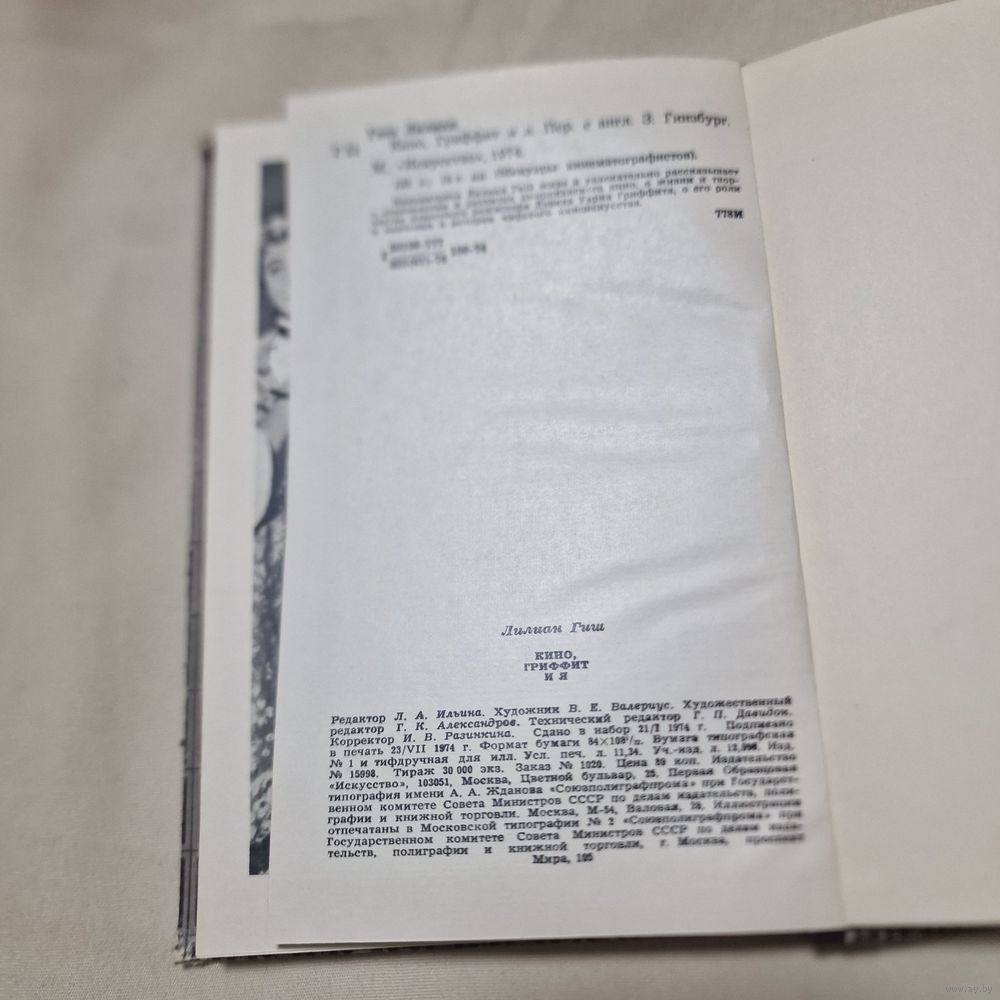 Кино, Гриффит и я. Пер. с англ. З. Гинзбург.
М., «Искусство», 1974.
(Мемуары кинематографистов).
778И
Лилиан Гиш
КИНО,
ГРИФФИТ
И Я
Редактор Л. А. Ильина. Художник В. Е. Валериус. Художественный
редактор Г. К. Александров. Технический редактор Г. П. Давидок.
Корректор И. В. Разинкина. Сдано в набор 21/I 1974 г. Подписано
в печать 23/VII 1974 г. Формат бумаги 84×108¹/₃₂. Бумага типографская
№ 1 и тифдручная для илл. Усл. печ. л. 11,34. Уч.-изд. л. Изд.
№ 15998. Тираж 30 000 экз. Заказ № 1020. Цена 89 коп. Издательство
«Искусство», 103051, Москва, Цветной бульвар, 25. Первая Образцовая
типография имени А. А. Жданова «Союзполиграфпрома» при Государст-
венном комитете Совета Министров СССР по делам издательств, поли-
графии и книжной торговли. Москва, М-54, Валовая, 28. Иллюстрации
отпечатаны в Московской типографии № 2 «Союзполиграфпрома» при
Государственном комитете Совета Министров СССР по делам изда-
тельств, полиграфии и книжной торговли, г. Москва, проспект
Мира, 105
www.ay.by